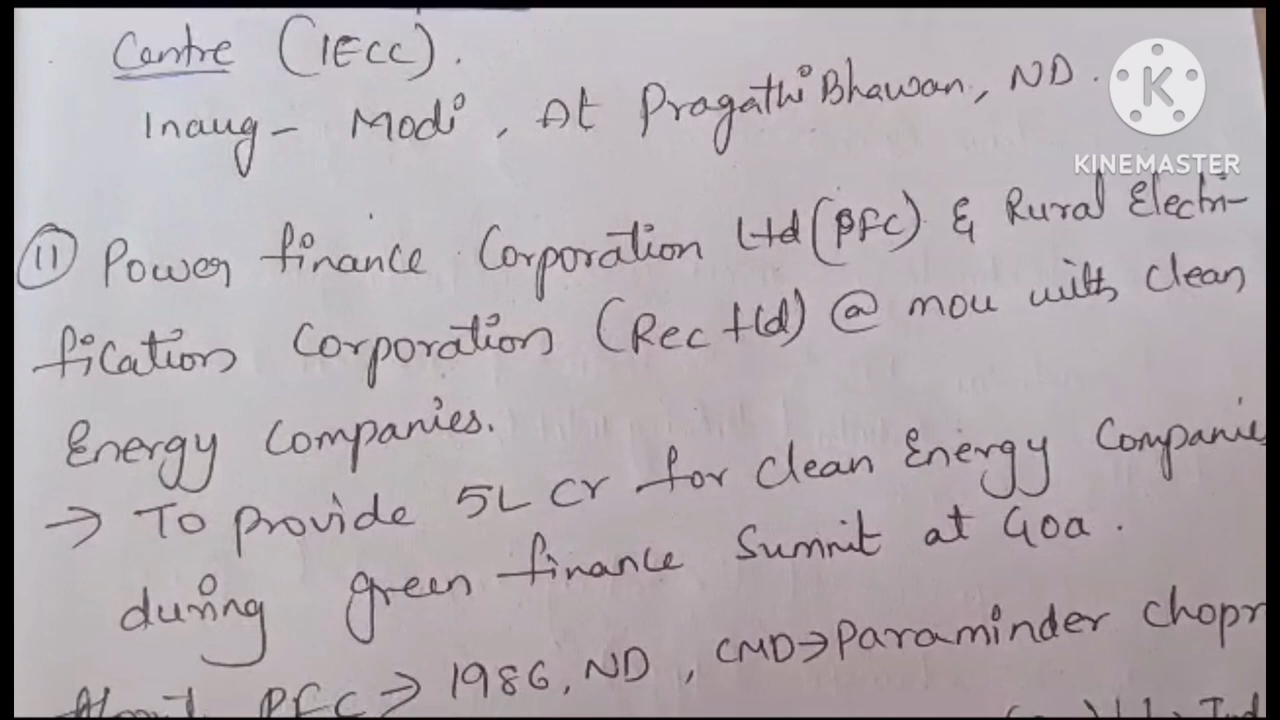 Centre (IECC).
Inaug - Modi, At Pragathi Bhawan, ND.
K
KINEMASTER
(11) Power finance Corporation Ltd (PFC) & Rural Electri-
fication Corporation (Rec Ltd) @ mou with clean
Energy Companies.
→ To provide 5L Cr for clean Energy Companie
during green finance Summit at Goa.
About PFC → 1986, ND, CMD → Paraminder Chopr